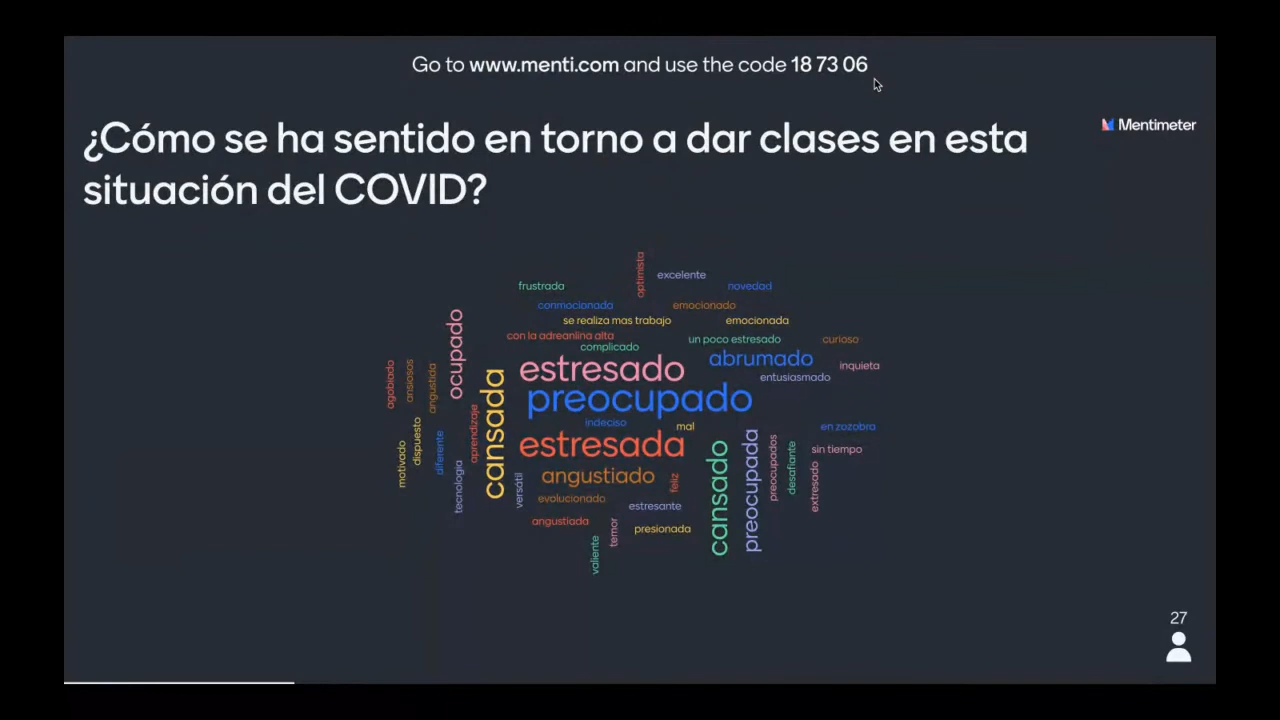 Go to www.menti.com and use the code 18 73 06
Mentimeter
¿Cómo se ha sentido en torno a dar clases en esta
situación del COVID?
optimista
excelente
frustrada
novedad
conmocionada
emocionado
se realiza mas trabajo
emocionada
con la adreanlina alta
un poco estresado
curioso
complicado
ocupado
abrumado
inquieta
estresado
entusiasmado
agobiado
ansiosos
angustida
cansada
preocupado
indeciso
mal
en zozobra
aprendizaje
dispuesto
diferente
motivado
estresada
sin tiempo
cansado
preocupada
preocupados
desafiante
extresado
tecnologia
versátil
angustiado
feliz
evolucionado
estresante
angustiada
temor
presionada
valiente
27